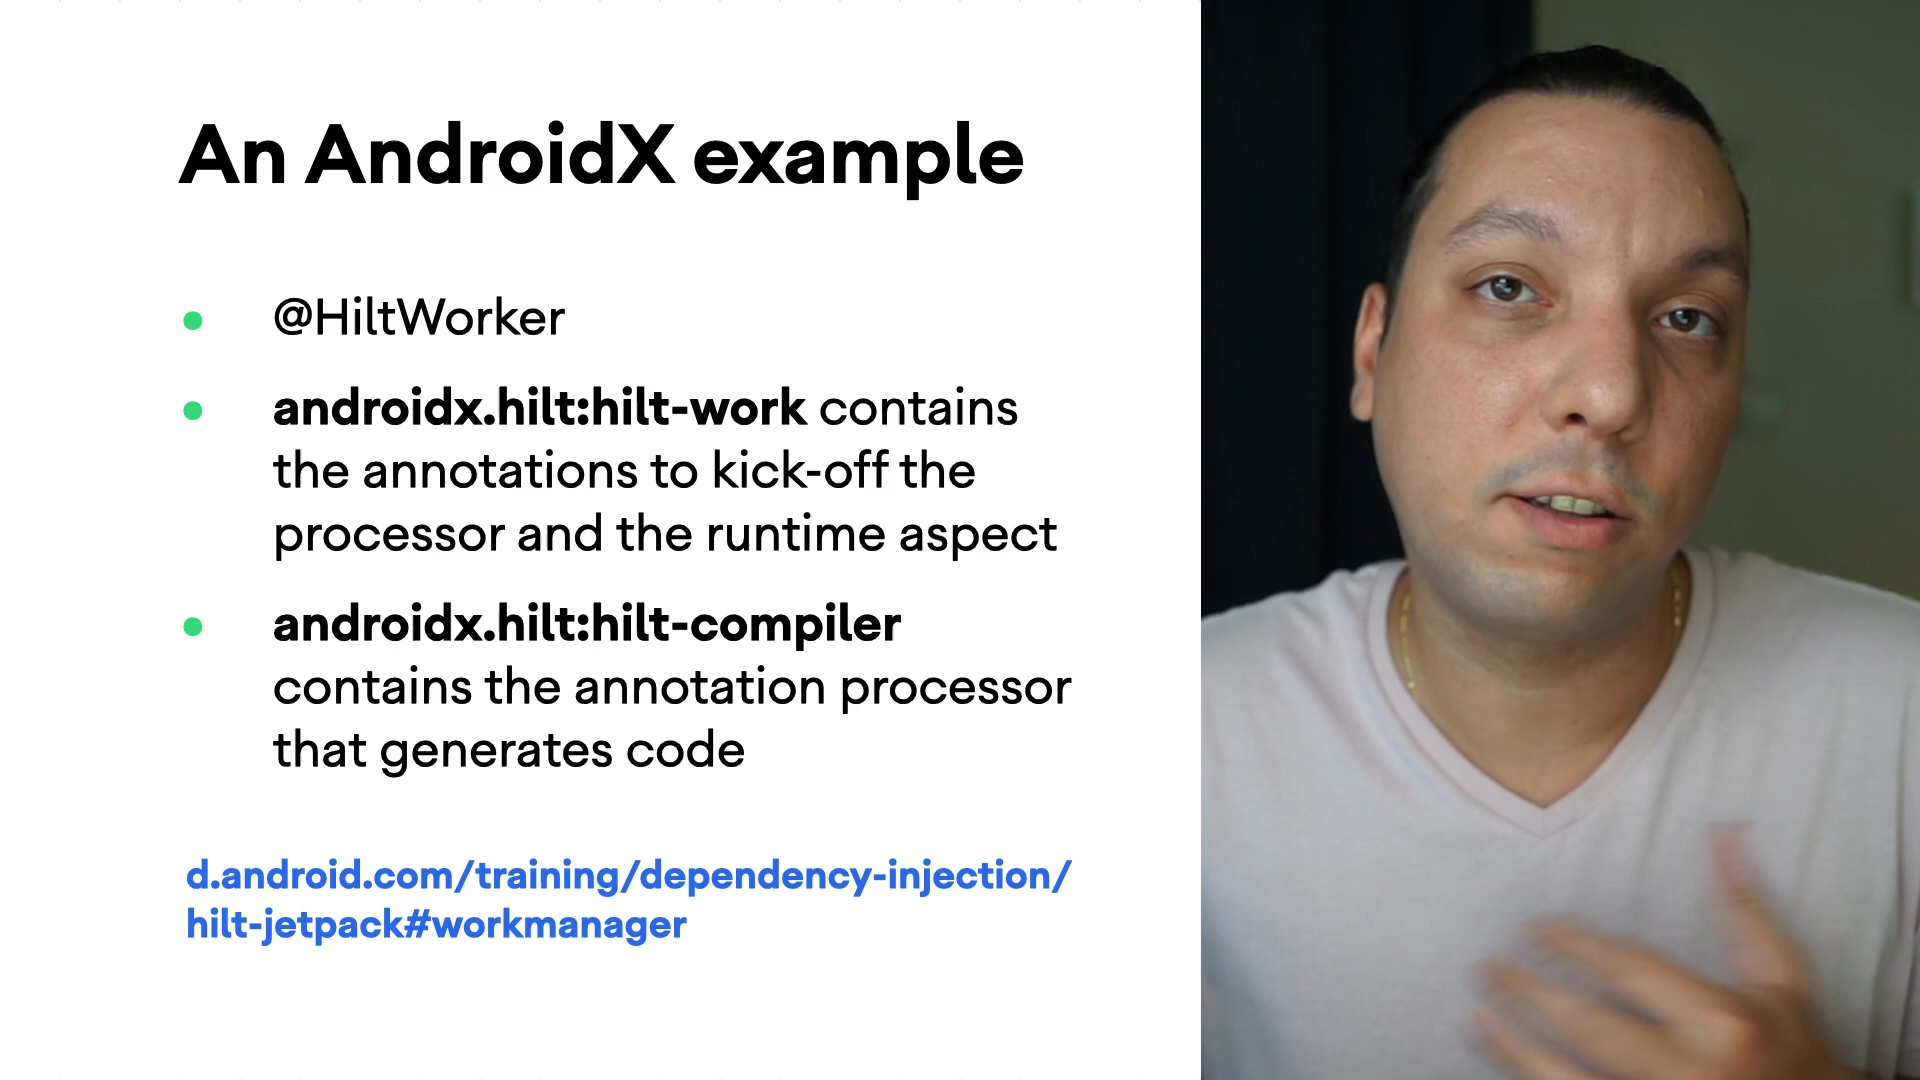 An AndroidX example
@HiltWorker
androidx.hilt:hilt-work contains
the annotations to kick-off the
processor and the runtime aspect
androidx.hilt:hilt-compiler
contains the annotation processor
that generates code
d.android.com/training/dependency-injection/
hilt-jetpack#workmanager